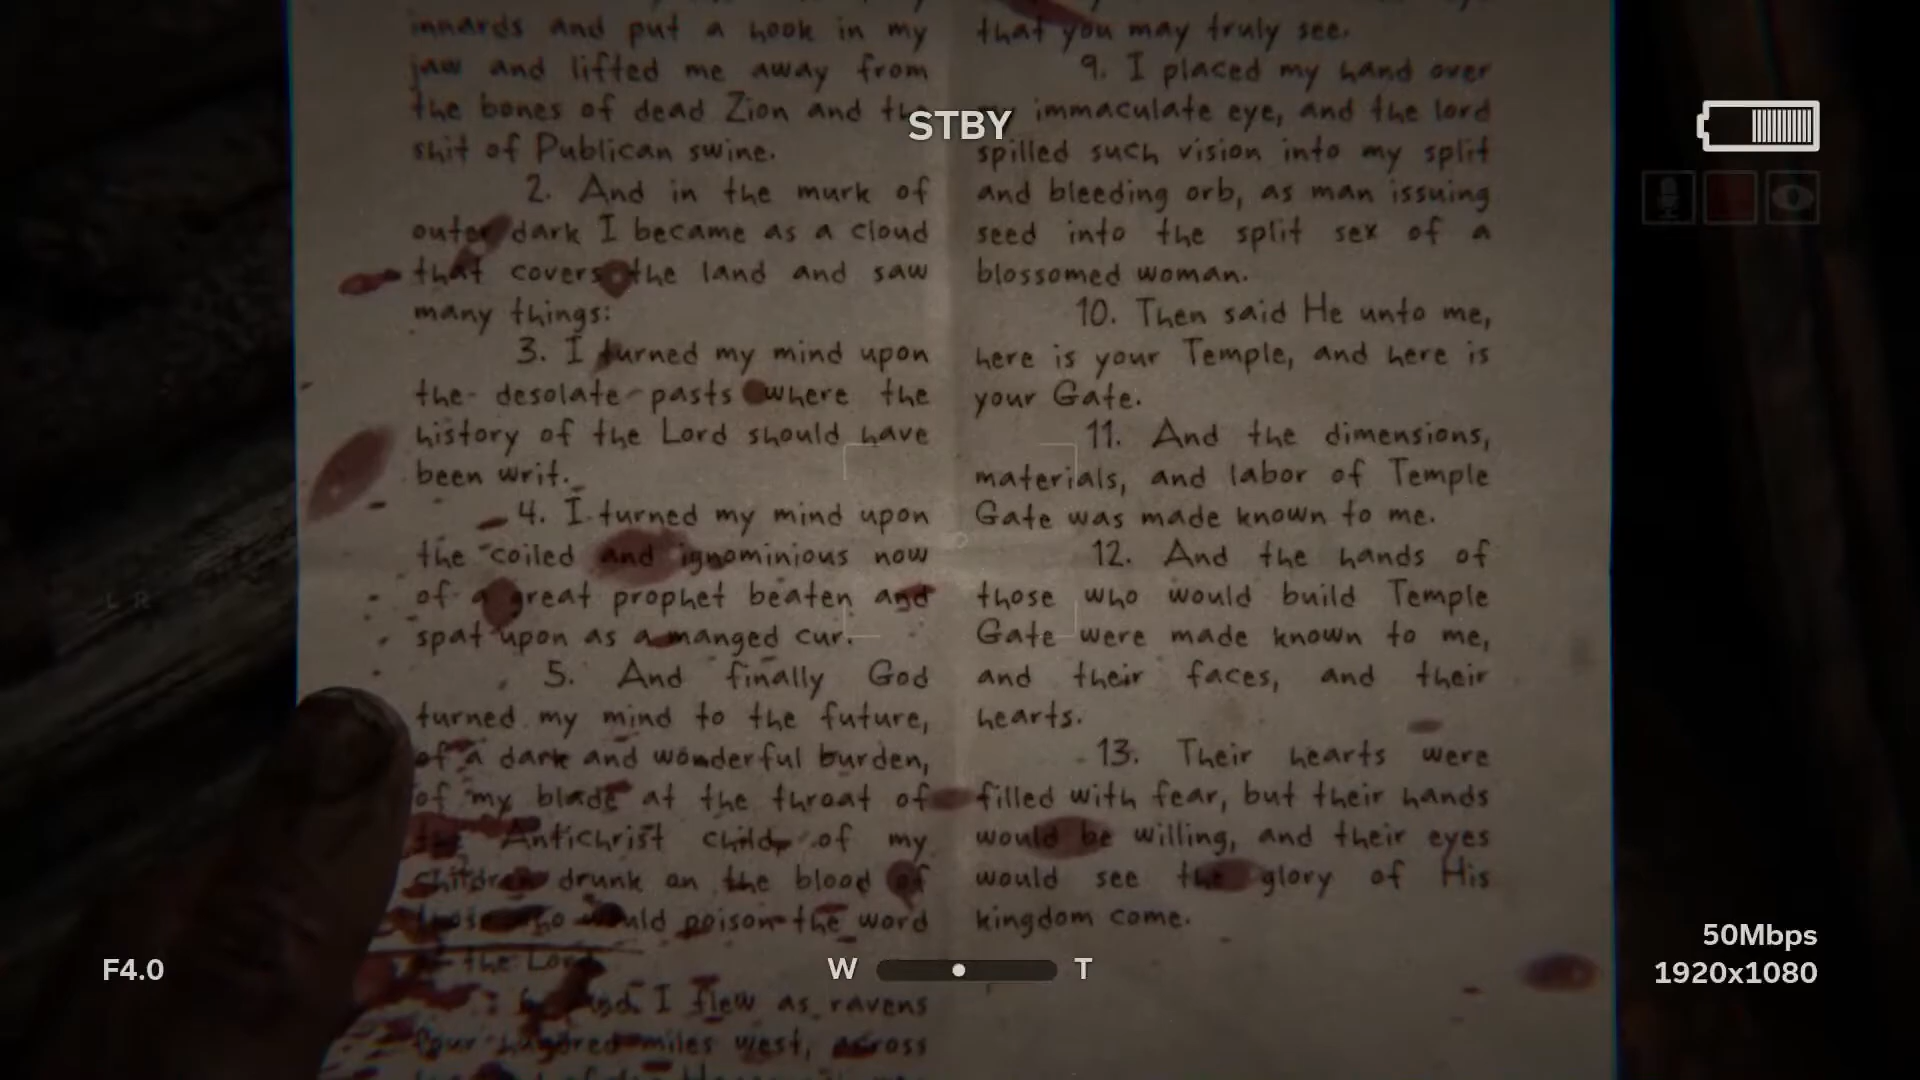 innards and put a hook in my
jaw and lifted me away from
the bones of dead Zion and the
shit of Publican swine.
2. And in the murk of
outer dark I became as a cloud
that covers the land and saw
many things:
3. I turned my mind upon
the desolate pasts where the
history of the Lord should have
been writ.
4. I turned my mind upon
the coiled and ignominious now
of a great prophet beaten and
spat upon as a manged cur.
5. And finally God
turned my mind to the future,
of a dark and wonderful burden,
of my blade at the throat of
the Antichrist child, of my
children drunk on the blood of
those who would poison the word
the Lord.
6. And I flew as ravens
four hundred miles west, across
that you may truly see.
9. I placed my hand over
my immaculate eye, and the lord
spilled such vision into my split
and bleeding orb, as man issuing
seed into the split sex of a
blossomed woman.
10. Then said He unto me,
here is your Temple, and here is
your Gate.
11. And the dimensions,
materials, and labor of Temple
Gate was made known to me.
12. And the hands of
those who would build Temple
Gate were made known to me,
and their faces, and their
hearts.
13. Their hearts were
filled with fear, but their hands
would be willing, and their eyes
would see the glory of His
kingdom come.
STBY
L R
F4.0
W T
50Mbps
1920x1080